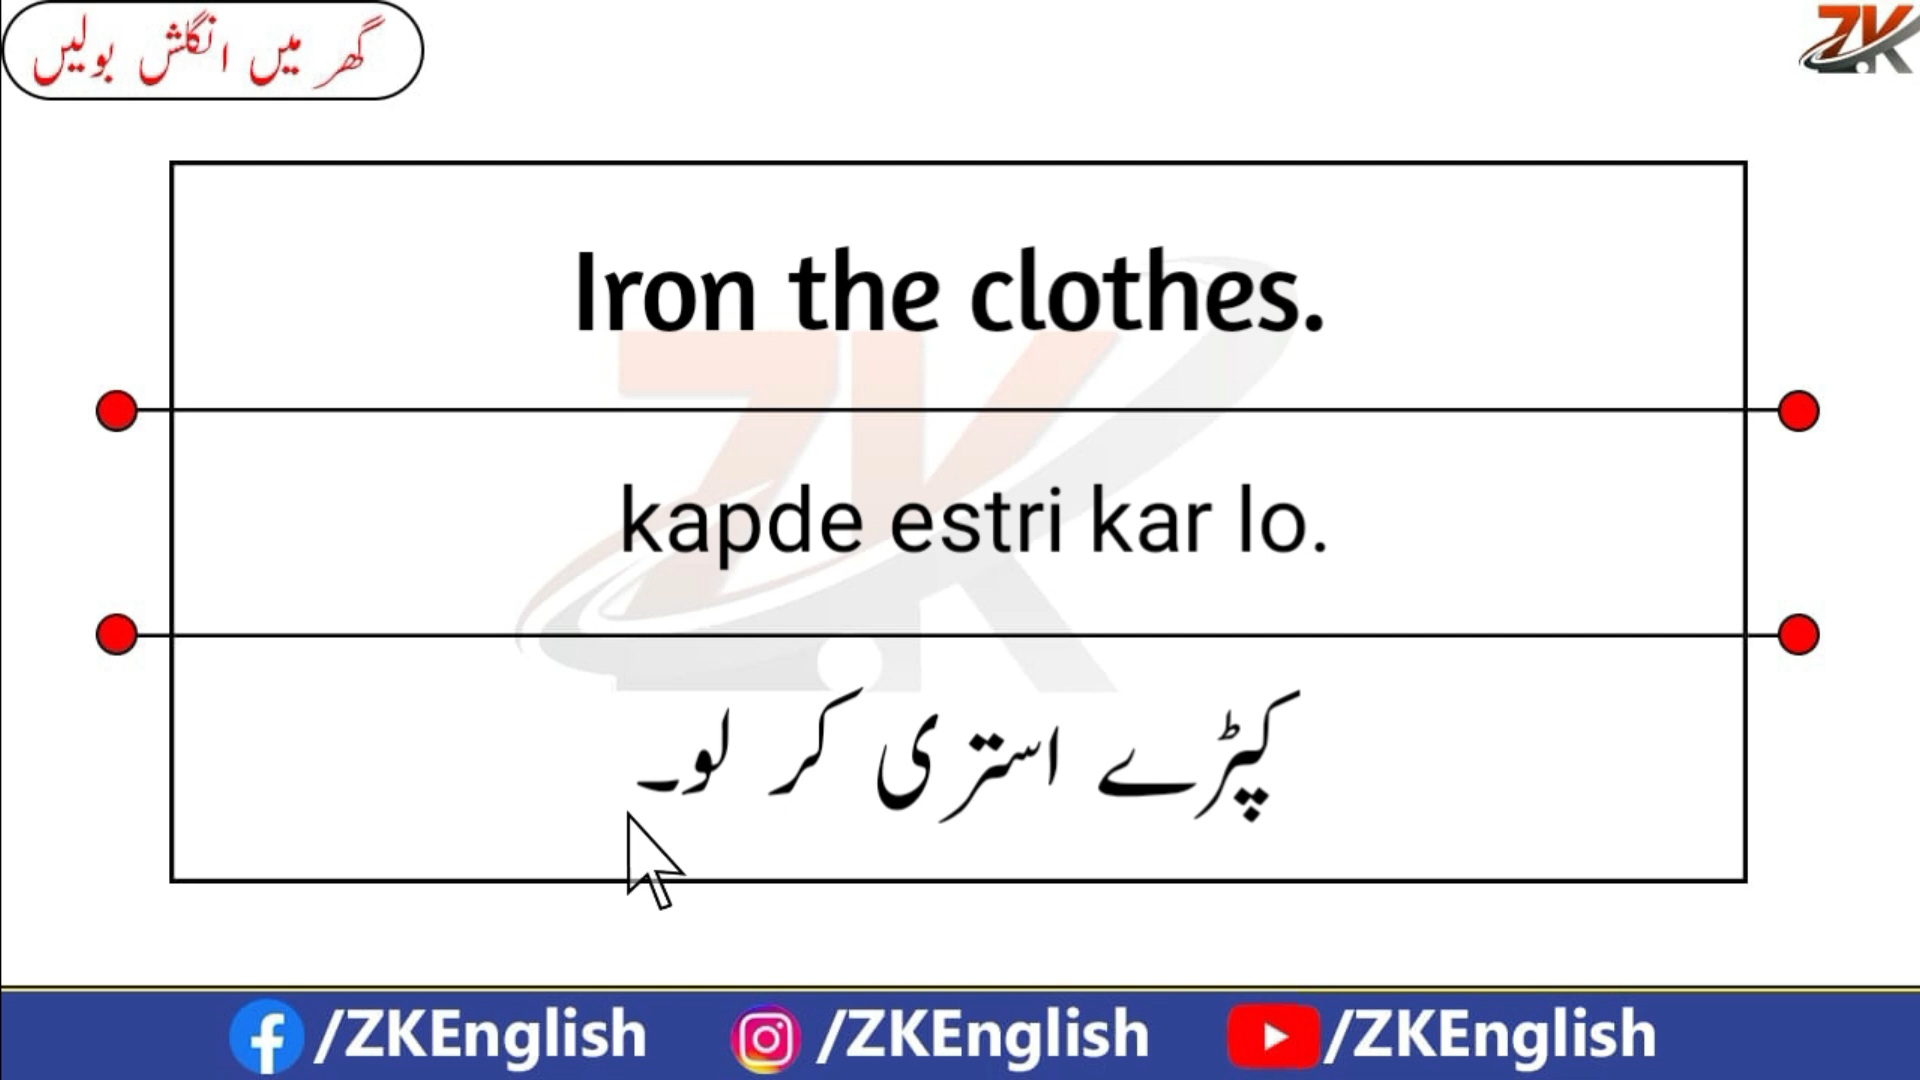 گھر میں انگلش بولیں
ZK
Iron the clothes.
kapde estri kar lo.
کپڑے استری کر لو۔
/ZKEnglish /ZKEnglish /ZKEnglish